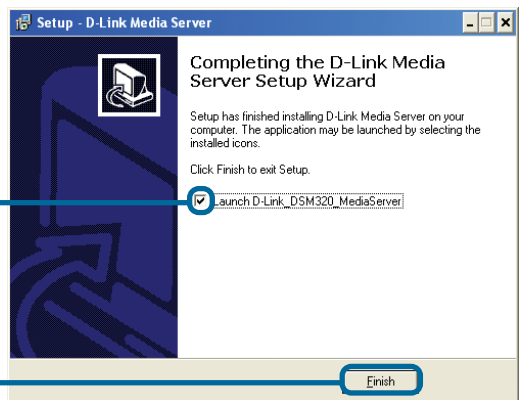 Setup - D-Link Media Server
Completing the D-Link Media
Server Setup Wizard
Setup has finished installing D-Link Media Server on your
computer. The application may be launched by selecting the
installed icons.
Click Finish to exit Setup.
Launch D-Link_DSM320_MediaServer
Finish